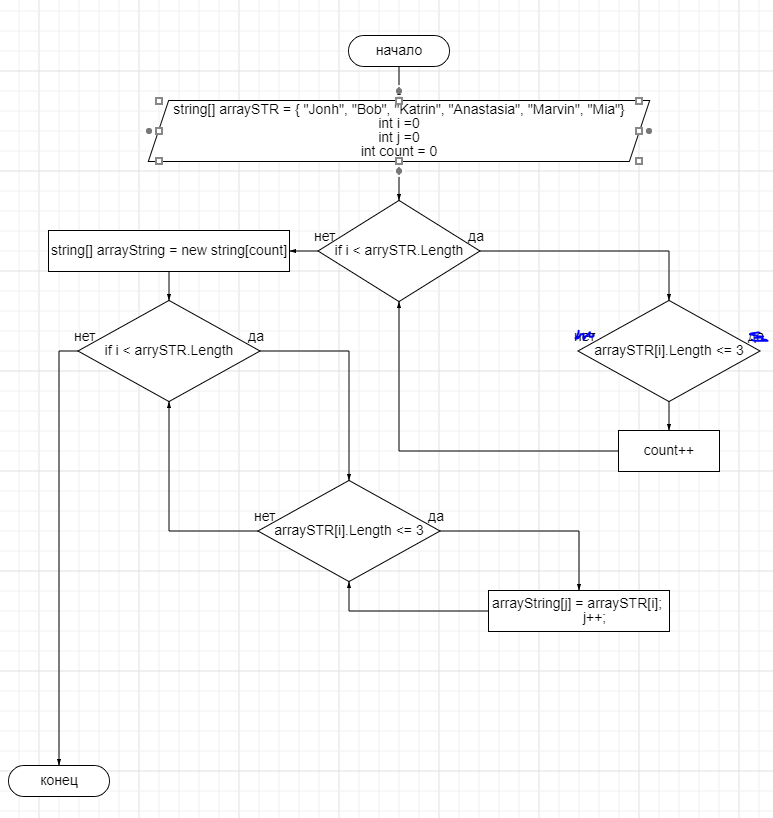 начало
string[] arraySTR = { "Jonh", "Bob", "Katrin", "Anastasia", "Marvin", "Mia"}
int i =0
int j =0
int count = 0
нет
да
if i < arrySTR.Length
string[] arrayString = new string[count]
нет
да
if i < arrySTR.Length
arraySTR[i].Length <= 3
count++
нет
да
arraySTR[i].Length <= 3
arrayString[j] = arraySTR[i];
j++;
конец